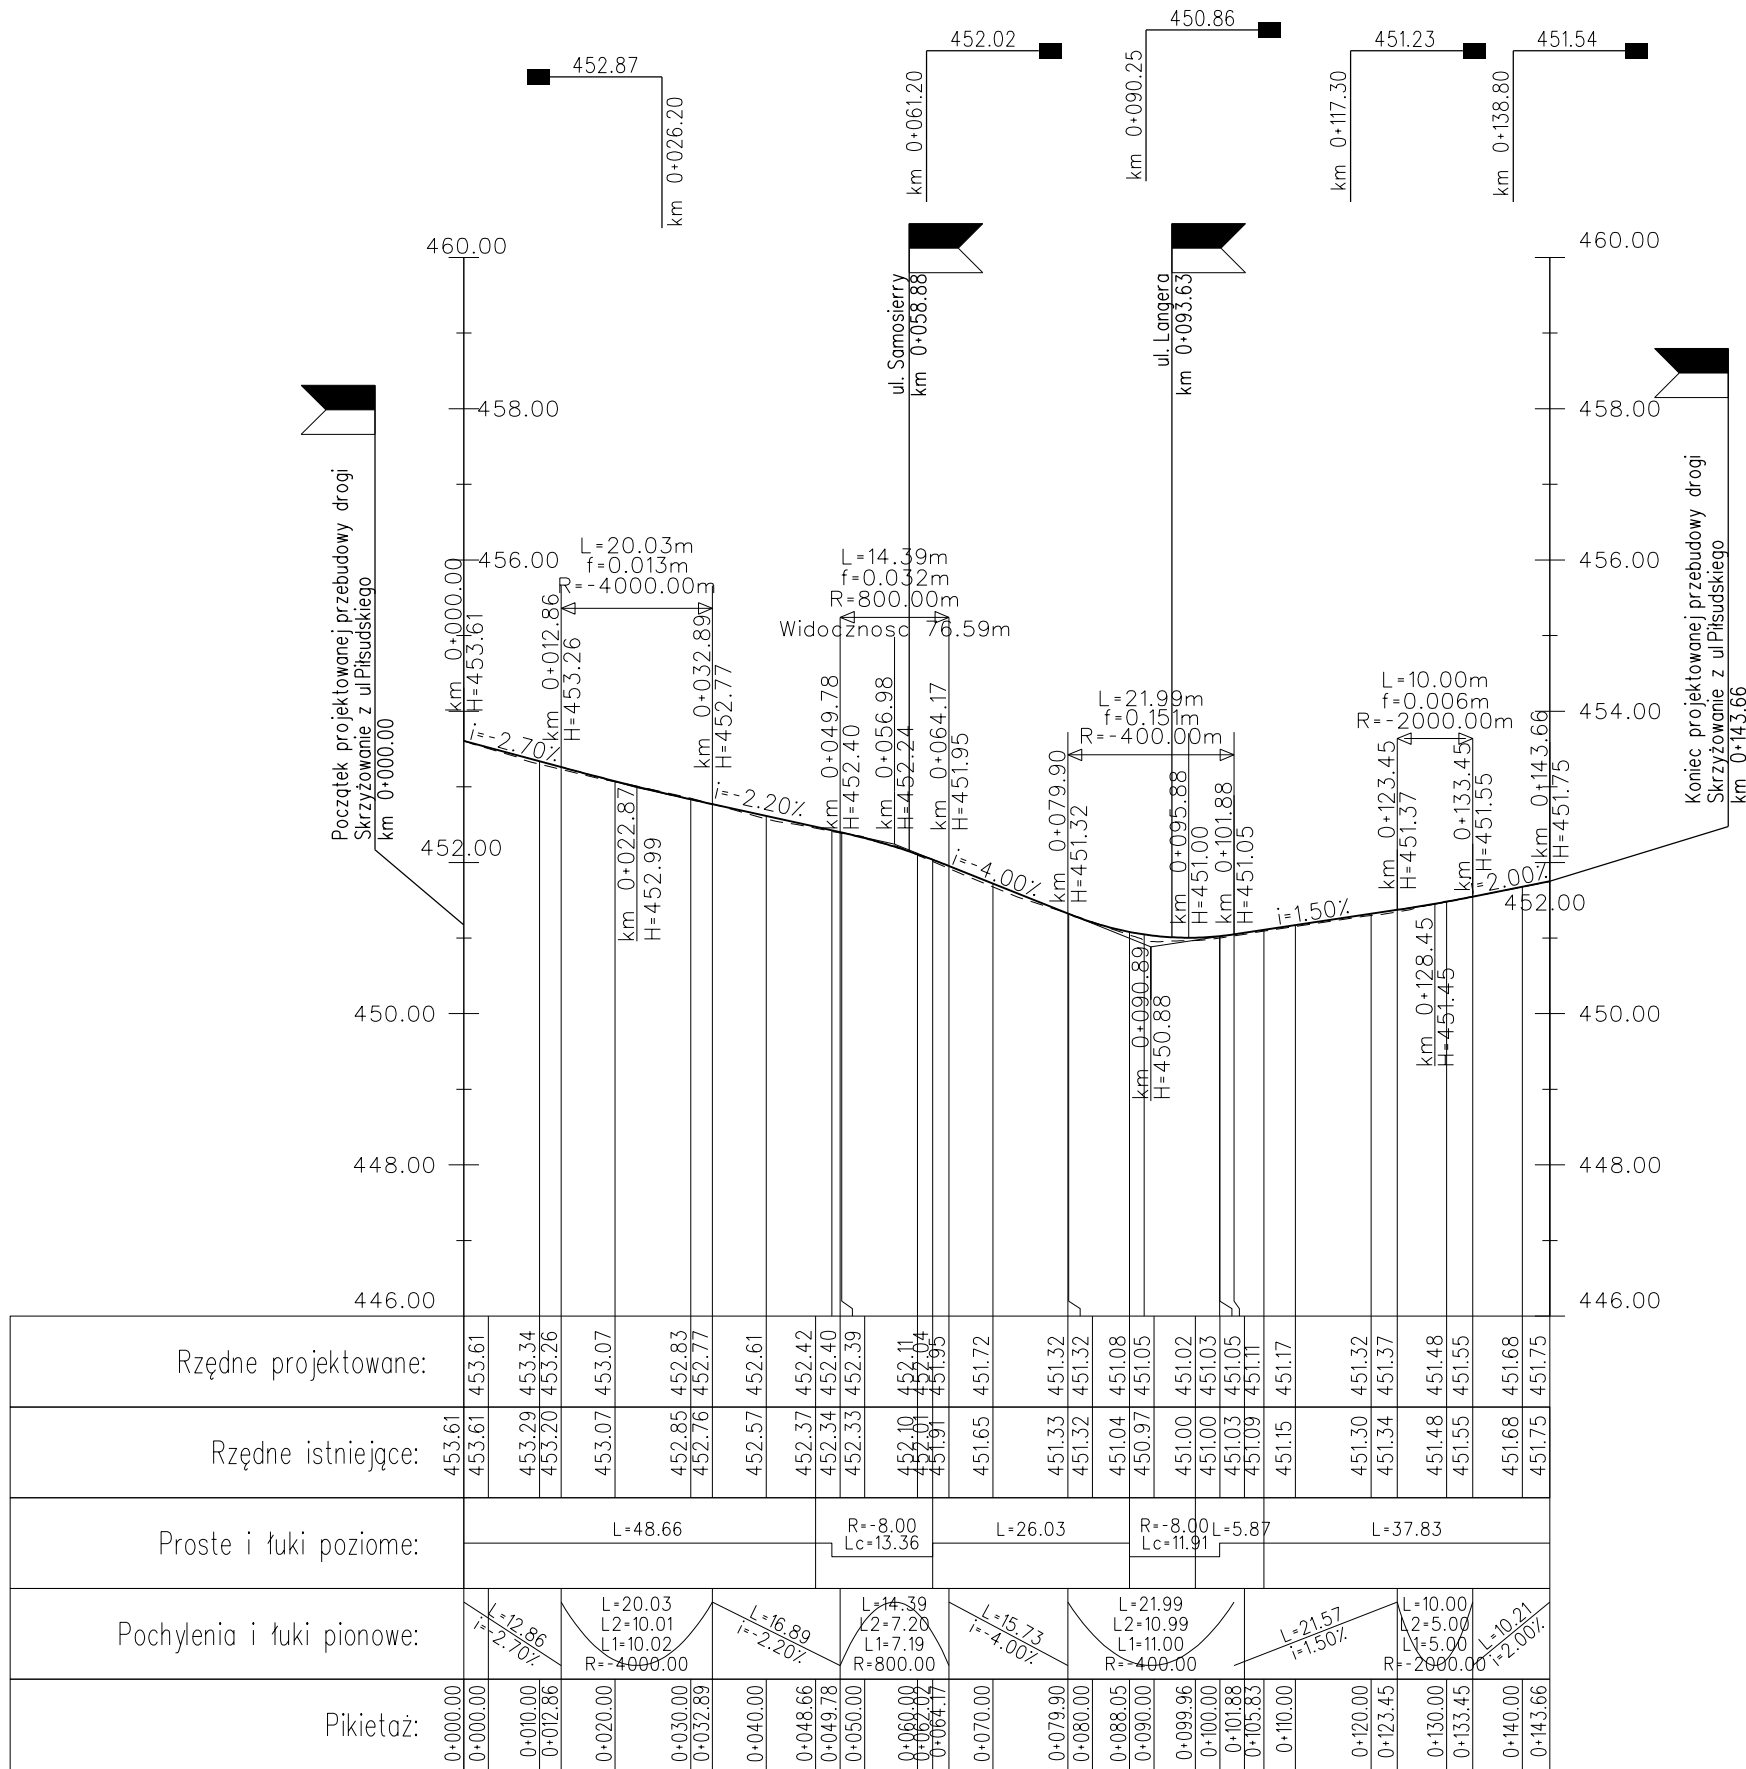 452.87
km 0+026.20
452.02
km 0+061.20
450.86
km 0+090.25
451.23
km 0+117.30
451.54
km 0+138.80
460.00
458.00
456.00
452.00
450.00
448.00
446.00
460.00
458.00
456.00
454.00
452.00
450.00
448.00
446.00
Początek projektowanej przebudowy drogi
Skrzyżowanie z ul Piłsudskiego
km 0+000.00
ul. Samosierry
km 0+058.88
ul. Langera
km 0+093.63
Koniec projektowanej przebudowy drogi
Skrzyżowanie z ul Piłsudskiego
km 0+143.66
km 0+000.00
H=453.61
i=-2.70%
km 0+012.86
H=453.26
L=20.03m
f=0.013m
R=-4000.00m
km 0+022.87
H=452.99
km 0+032.89
H=452.77
i=-2.20%
L=14.39m
f=0.032m
R=800.00m
Widocznosc 76.59m
km 0+049.78
H=452.40
km 0+056.98
H=452.24
km 0+064.17
H=451.95
i=-4.00%
L=21.99m
f=0.151m
R=-400.00m
km 0+079.90
H=451.32
km 0+090.89
H=450.88
km 0+095.88
H=451.00
km 0+101.88
H=451.05
i=1.50%
L=10.00m
f=0.006m
R=-2000.00m
km 0+123.45
H=451.37
km 0+128.45
H=451.45
km 0+133.45
H=451.55
i=2.00%
km 0+143.66
H=451.75
Rzędne projektowane: 453.61 453.34 453.26 453.07 452.83 452.77 452.61 452.42 452.40 452.39 452.11 452.04 451.95 451.72 451.32 451.32 451.08 451.05 451.02 451.03 451.05 451.11 451.17 451.32 451.37 451.48 451.55 451.68 451.75
Rzędne istniejące: 453.61 453.61 453.29 453.20 453.07 452.85 452.76 452.57 452.37 452.34 452.33 452.10 452.01 451.91 451.65 451.33 451.32 451.04 450.97 451.00 451.00 451.03 451.09 451.15 451.30 451.34 451.48 451.55 451.68 451.75
Proste i łuki poziome:
L=48.66
R=-8.00
Lc=13.36
L=26.03
R=-8.00
Lc=11.91
L=5.87
L=37.83
Pochylenia i łuki pionowe:
L=12.86
i=-2.70%
L=20.03
L2=10.01
L1=10.02
R=-4000.00
L=16.89
i=-2.20%
L=14.39
L2=7.20
L1=7.19
R=800.00
L=15.73
i=-4.00%
L=21.99
L2=10.99
L1=11.00
R=-400.00
L=21.57
i=1.50%
L=10.00
L2=5.00
L1=5.00
R=-2000.00
L=10.21
i=2.00%
Pikietaż: 0+000.00 0+000.00 0+010.00 0+012.86 0+020.00 0+030.00 0+032.89 0+040.00 0+048.66 0+049.78 0+050.00 0+060.00 0+062.02 0+064.17 0+070.00 0+079.90 0+080.00 0+088.05 0+090.00 0+099.96 0+100.00 0+101.88 0+105.83 0+110.00 0+120.00 0+123.45 0+130.00 0+133.45 0+140.00 0+143.66